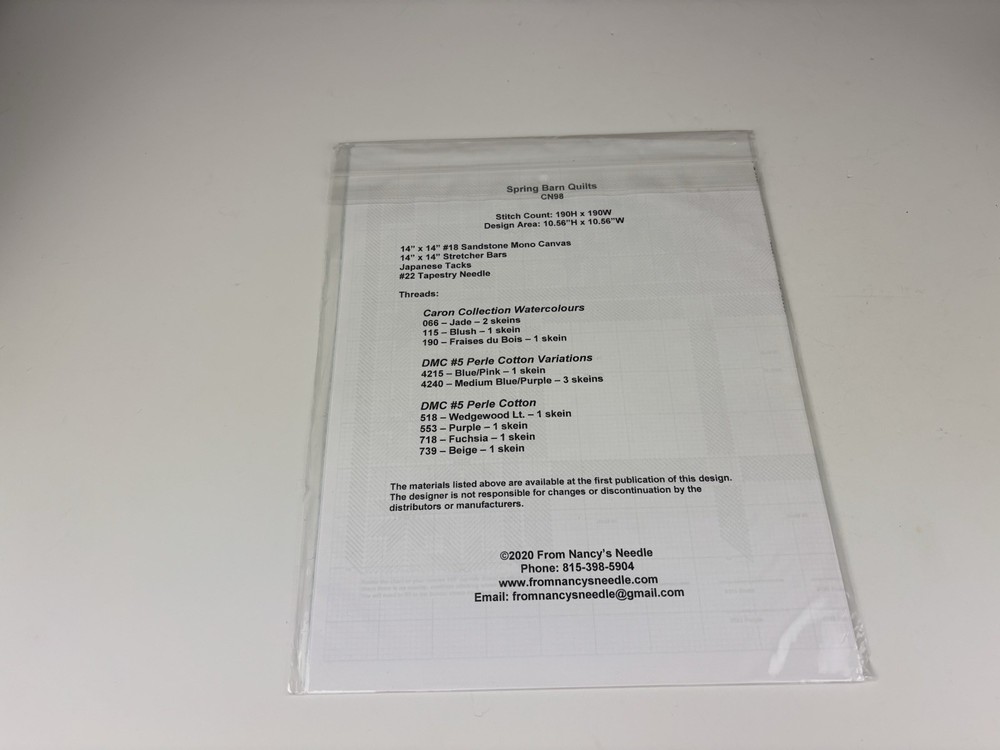 Spring Barn Quilts
CN98
Stitch Count: 190H x 190W
Design Area: 10.56"H x 10.56"W
14" x 14" #18 Sandstone Mono Canvas
14" x 14" Stretcher Bars
Japanese Tacks
#22 Tapestry Needle
Threads:
Caron Collection Watercolours
066 – Jade – 2 skeins
115 – Blush – 1 skein
190 – Fraises du Bois – 1 skein
DMC #5 Perle Cotton Variations
4215 – Blue/Pink – 1 skein
4240 – Medium Blue/Purple – 3 skeins
DMC #5 Perle Cotton
518 – Wedgewood Lt. – 1 skein
553 – Purple – 1 skein
718 – Fuchsia – 1 skein
739 – Beige – 1 skein
The materials listed above are available at the first publication of this design.
The designer is not responsible for changes or discontinuation by the
distributors or manufacturers.
©2020 From Nancy's Needle
Phone: 815-398-5904
www.fromnancysneedle.com
Email: fromnancysneedle@gmail.com